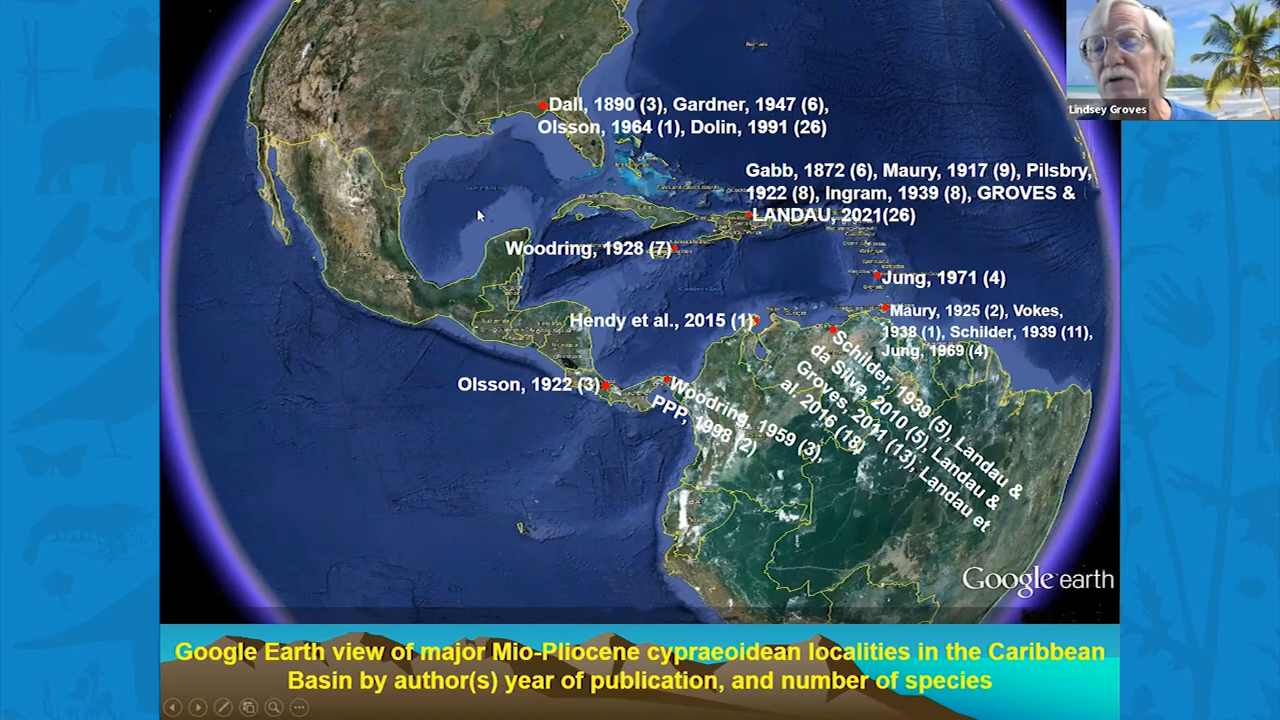 Lindsey Groves
Dall, 1890 (3), Gardner, 1947 (6),
Olsson, 1964 (1), Dolin, 1991 (26)
Gabb, 1872 (6), Maury, 1917 (9), Pilsbry,
1922 (8), Ingram, 1939 (8), GROVES &
LANDAU, 2021(26)
Woodring, 1928 (7)
Jung, 1971 (4)
Maury, 1925 (2), Vokes,
1938 (1), Schilder, 1939 (11),
Jung, 1969 (4)
Hendy et al., 2015 (1)
Schilder, 1939 (5), Landau &
da Silva, 2010 (5), Landau &
Groves, 2011 (13), Landau et
al. 2016 (18)
Olsson, 1922 (3)
Woodring, 1959 (3),
PPP, 1998 (2)
Google earth
Google Earth view of major Mio-Pliocene cypraeoidean localities in the Caribbean
Basin by author(s) year of publication, and number of species